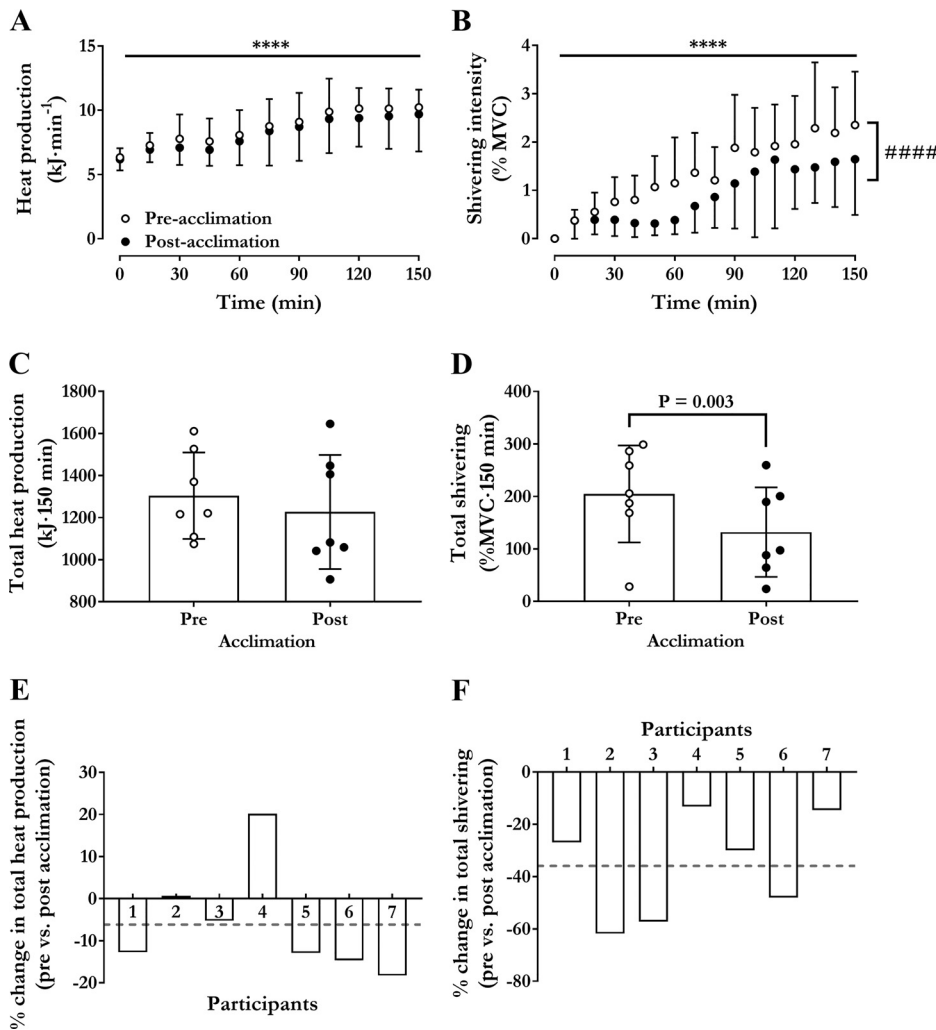 A
Heat production
(kJ·min-1)
****
15
10
5
0
Pre-acclimation
Post-acclimation
0 30 60 90 120 150
Time (min)
B
Shivering intensity
(% MVC)
****
4
3
2
1
0
####
0 30 60 90 120 150
Time (min)
C
Total heat production
(kJ·150 min)
1800
1600
1400
1200
1000
800
Pre Post
Acclimation
D
Total shivering
(%MVC·150 min)
400
300
200
100
0
P = 0.003
Pre Post
Acclimation
E
% change in total heat production
(pre vs. post acclimation)
30
20
10
0
-10
-20
1 2 3 4 5 6 7
Participants
F
% change in total shivering
(pre vs. post acclimation)
Participants
1 2 3 4 5 6 7
0
-20
-40
-60
-80